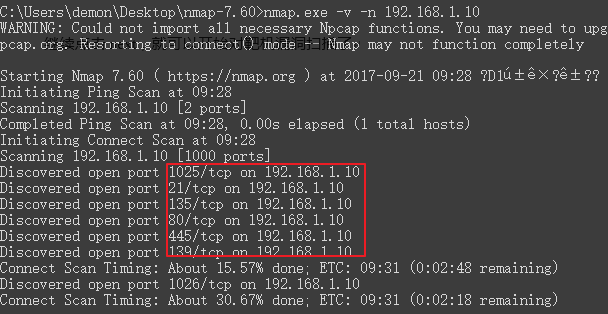 C:\Users\demon\Desktop\nmap-7.60>nmap.exe -v -n 192.168.1.10
WARNING: Could not import all necessary Npcap functions. You may need to upg
pcap.org. Resorting to connect() mode -- Nmap may not function completely

Starting Nmap 7.60 ( https://nmap.org ) at 2017-09-21 09:28 ?D1ú±ê×?ê±??
Initiating Ping Scan at 09:28
Scanning 192.168.1.10 [2 ports]
Completed Ping Scan at 09:28, 0.00s elapsed (1 total hosts)
Initiating Connect Scan at 09:28
Scanning 192.168.1.10 [1000 ports]
Discovered open port 1025/tcp on 192.168.1.10
Discovered open port 21/tcp on 192.168.1.10
Discovered open port 135/tcp on 192.168.1.10
Discovered open port 80/tcp on 192.168.1.10
Discovered open port 445/tcp on 192.168.1.10
Discovered open port 139/tcp on 192.168.1.10
Connect Scan Timing: About 15.57% done; ETC: 09:31 (0:02:48 remaining)
Discovered open port 1026/tcp on 192.168.1.10
Connect Scan Timing: About 30.67% done; ETC: 09:31 (0:02:18 remaining)